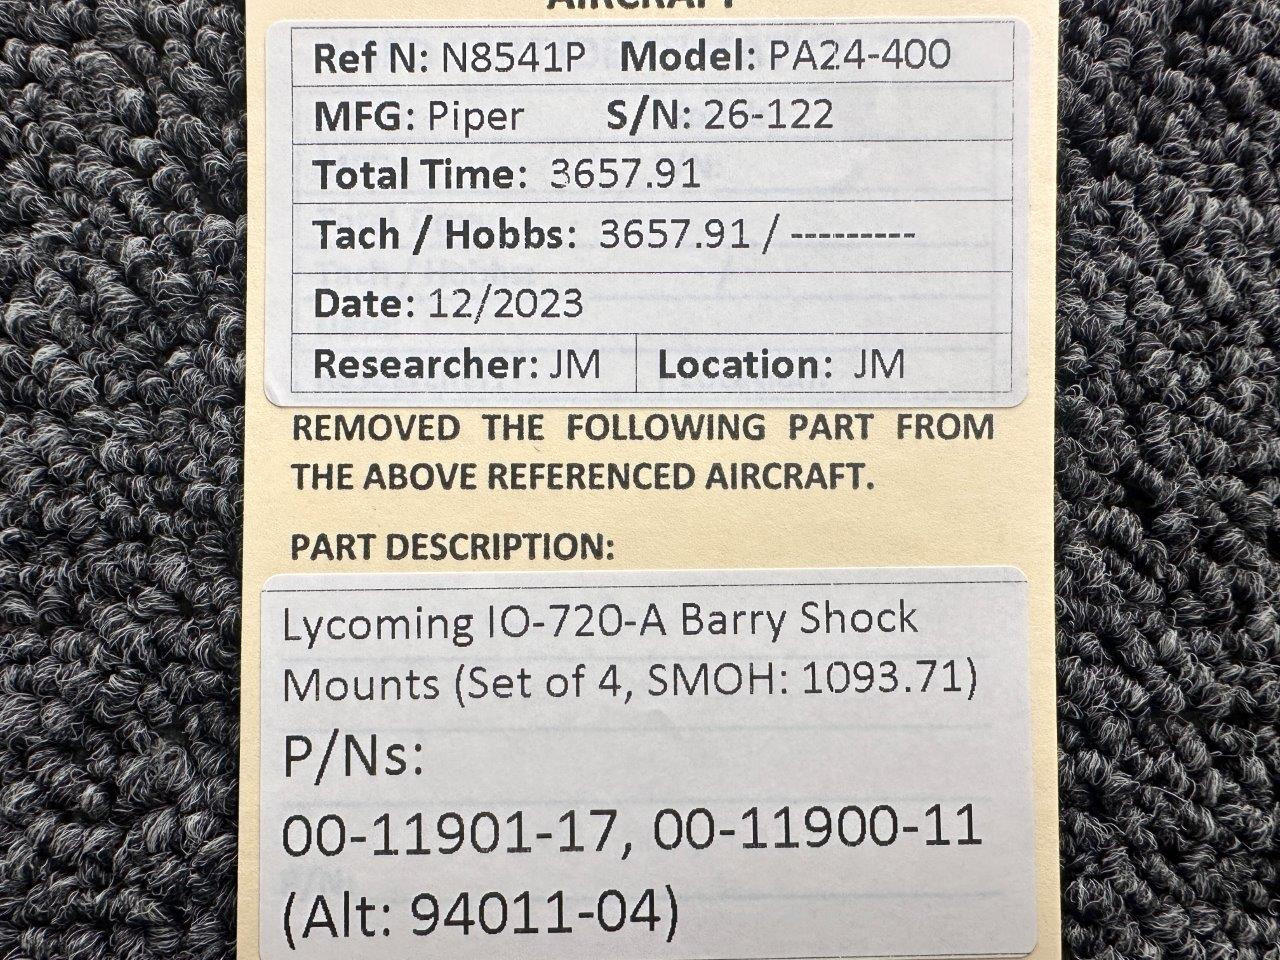 AIRCRAFT
Ref N: N8541P Model: PA24-400
MFG: Piper S/N: 26-122
Total Time: 3657.91
Tach / Hobbs: 3657.91 / ---------
Date: 12/2023
Researcher: JM Location: JM
REMOVED THE FOLLOWING PART FROM
THE ABOVE REFERENCED AIRCRAFT.
PART DESCRIPTION:
Lycoming IO-720-A Barry Shock
Mounts (Set of 4, SMOH: 1093.71)
P/Ns:
00-11901-17, 00-11900-11
(Alt: 94011-04)